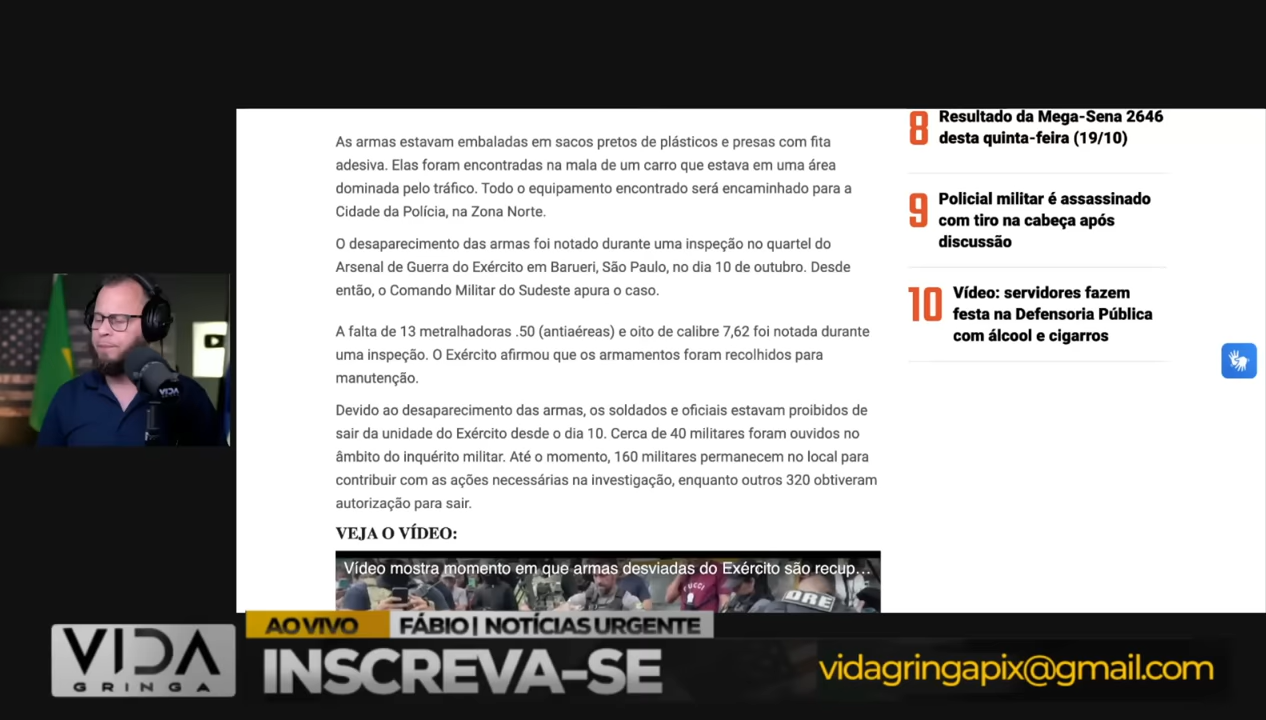 As armas estavam embaladas em sacos pretos de plásticos e presas com fita
adesiva. Elas foram encontradas na mala de um carro que estava em uma área
dominada pelo tráfico. Todo o equipamento encontrado será encaminhado para a
Cidade da Polícia, na Zona Norte.
O desaparecimento das armas foi notado durante uma inspeção no quartel do
Arsenal de Guerra do Exército em Barueri, São Paulo, no dia 10 de outubro. Desde
então, o Comando Militar do Sudeste apura o caso.
A falta de 13 metralhadoras .50 (antiaéreas) e oito de calibre 7,62 foi notada durante
uma inspeção. O Exército afirmou que os armamentos foram recolhidos para
manutenção.
Devido ao desaparecimento das armas, os soldados e oficiais estavam proibidos de
sair da unidade do Exército desde o dia 10. Cerca de 40 militares foram ouvidos no
âmbito do inquérito militar. Até o momento, 160 militares permanecem no local para
contribuir com as ações necessárias na investigação, enquanto outros 320 obtiveram
autorização para sair.
VEJA O VÍDEO:
Vídeo mostra momento em que armas desviadas do Exército são recup...
GUCCI
DRE
8
Resultado da Mega-Sena 2646
desta quinta-feira (19/10)
9
Policial militar é assassinado
com tiro na cabeça após
discussão
10
Vídeo: servidores fazem
festa na Defensoria Pública
com álcool e cigarros
VIDA
VIDA
GRINGA
AO VIVO
FÁBIO | NOTÍCIAS URGENTE
INSCREVA-SE
vidagringapix@gmail.com